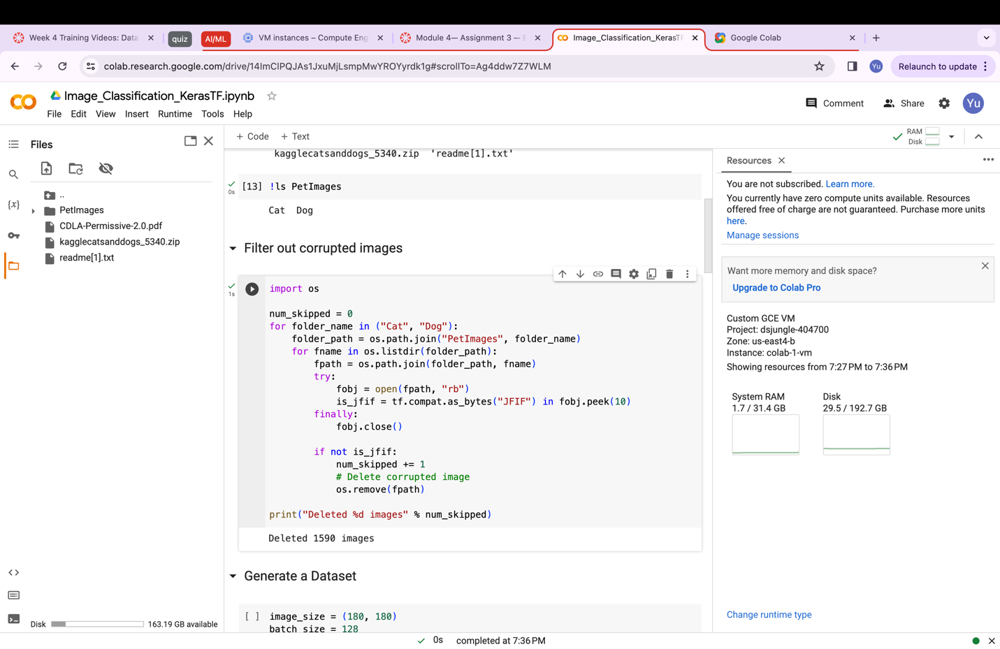 Week 4 Training Videos: Data
quiz
AI/ML
VM instances – Compute Eng
Module 4— Assignment 3 — E
Image_Classification_KerasTF
Google Colab
colab.research.google.com/drive/14ImClPQJAs1JxuMjLsmpMwYROYyrdk1g#scrollTo=Ag4ddw7Z7WLM
Yu
Relaunch to update
Image_Classification_KerasTF.ipynb
File Edit View Insert Runtime Tools Help
Comment
Share
Yu
Files
+ Code + Text
RAM
Disk
..
PetImages
CDLA-Permissive-2.0.pdf
kagglecatsanddogs_5340.zip
readme[1].txt
Disk
163.19 GB available
kagglecatsanddogs_5340.zip 'readme[1].txt'
0s
[13] !ls PetImages
Cat Dog
Filter out corrupted images
1s
import os
num_skipped = 0
for folder_name in ("Cat", "Dog"):
folder_path = os.path.join("PetImages", folder_name)
for fname in os.listdir(folder_path):
fpath = os.path.join(folder_path, fname)
try:
fobj = open(fpath, "rb")
is_jfif = tf.compat.as_bytes("JFIF") in fobj.peek(10)
finally:
fobj.close()
if not is_jfif:
num_skipped += 1
# Delete corrupted image
os.remove(fpath)
print("Deleted %d images" % num_skipped)
Deleted 1590 images
Generate a Dataset
[ ] image_size = (180, 180)
batch_size = 128
Resources
You are not subscribed. Learn more.
You currently have zero compute units available. Resources
offered free of charge are not guaranteed. Purchase more units
here.
Manage sessions
Want more memory and disk space?
Upgrade to Colab Pro
Custom GCE VM
Project: dsjungle-404700
Zone: us-east4-b
Instance: colab-1-vm
Showing resources from 7:27 PM to 7:36 PM
System RAM
1.7 / 31.4 GB
Disk
29.5 / 192.7 GB
Change runtime type
0s completed at 7:36 PM